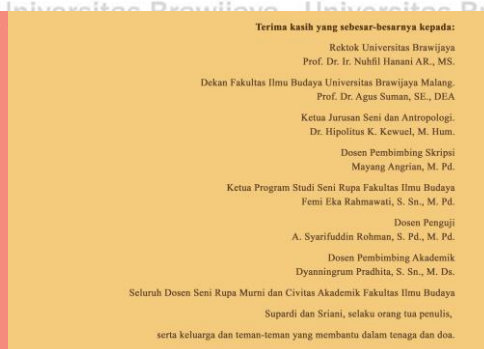 Universitas Brawijaya Universitas Br
Terima kasih yang sebesar-besarnya kepada:
Rektok Universitas Brawijaya
Prof. Dr. Ir. Nuhfil Hanani AR., MS.
Dekan Fakultas Ilmu Budaya Universitas Brawijaya Malang.
Prof. Dr. Agus Suman, SE., DEA
Ketua Jurusan Seni dan Antropologi.
Dr. Hipolitus K. Kewuel, M. Hum.
Dosen Pembimbing Skripsi
Mayang Angrian, M. Pd.
Ketua Program Studi Seni Rupa Fakultas Ilmu Budaya
Femi Eka Rahmawati, S. Sn., M. Pd.
Dosen Penguji
A. Syarifuddin Rohman, S. Pd., M. Pd.
Dosen Pembimbing Akademik
Dyanningrum Pradhita, S. Sn., M. Ds.
Seluruh Dosen Seni Rupa Murni dan Civitas Akademik Fakultas Ilmu Budaya
Supardi dan Sriani, selaku orang tua penulis,
serta keluarga dan teman-teman yang membantu dalam tenaga dan doa.